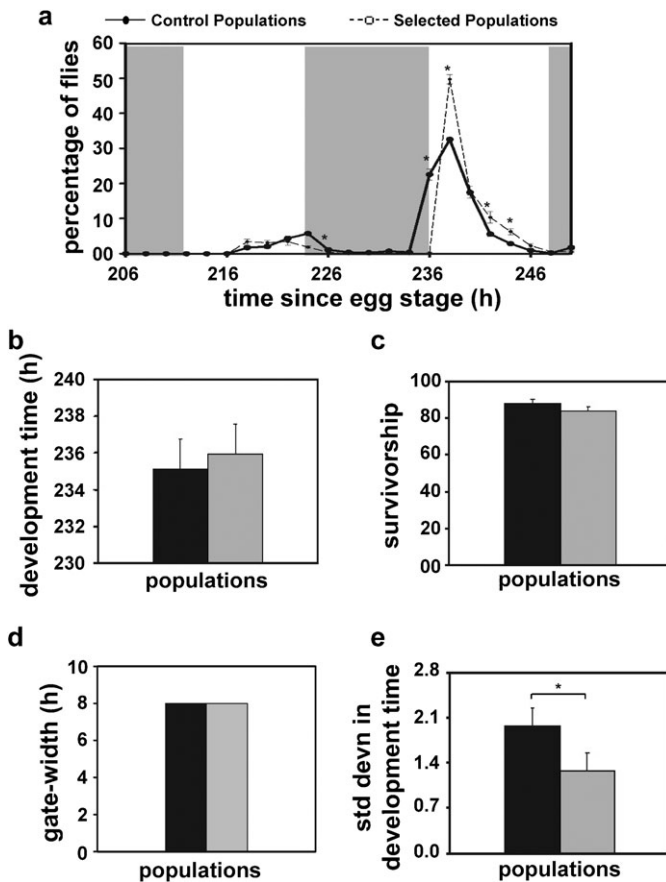 a
Control Populations
Selected Populations
percentage of flies
60
50
40
30
20
10
00
*
*
*
*
*
206
216
226
236
246
time since egg stage (h)
b
development time (h)
240
238
236
234
232
230
populations
c
survivorship
100
80
60
40
20
00
populations
d
gate-width (h)
10
8
6
4
2
0
populations
e
std devn in
development time
2.8
2.1
1.4
0.7
0.0
*
populations